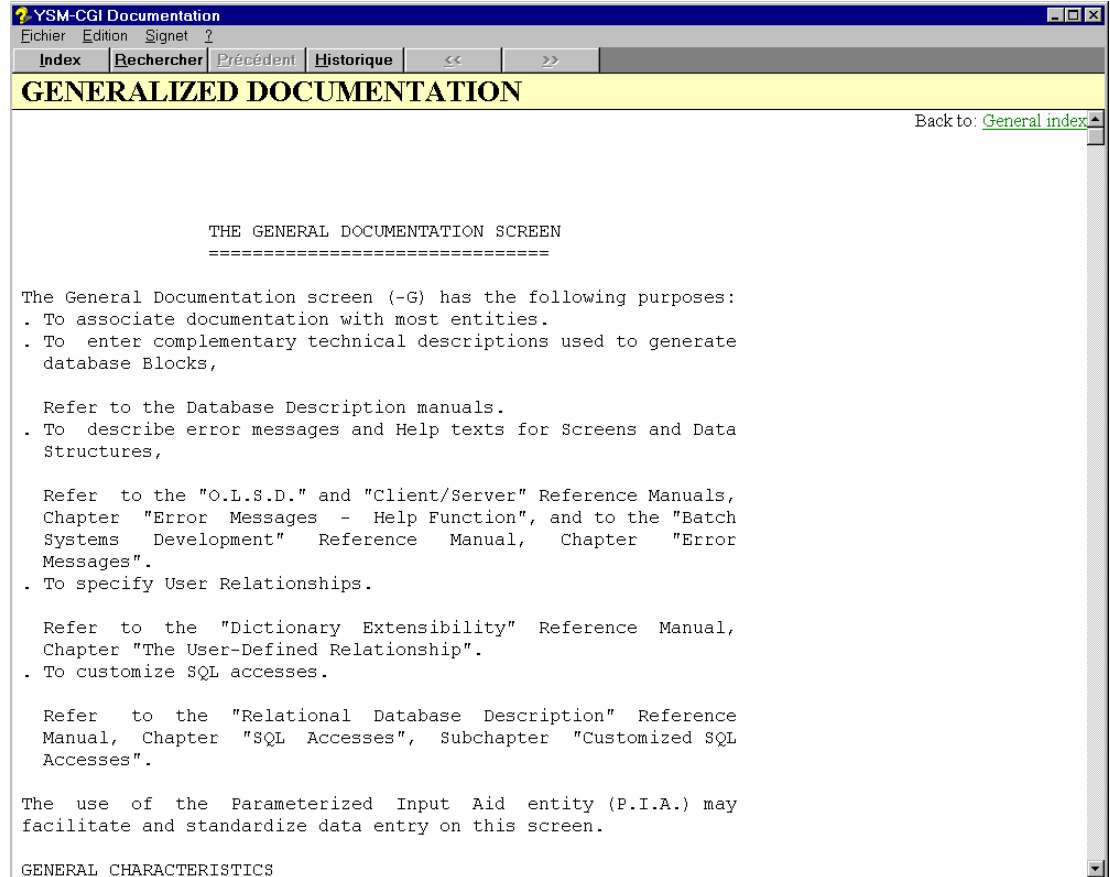 YSM-CGI Documentation
Fichier Edition Signet ?
Index Rechercher Précédent Historique << >>
GENERALIZED DOCUMENTATION
Back to: General index
THE GENERAL DOCUMENTATION SCREEN
===============================
The General Documentation screen (-G) has the following purposes:
. To associate documentation with most entities.
. To enter complementary technical descriptions used to generate
database Blocks,
Refer to the Database Description manuals.
. To describe error messages and Help texts for Screens and Data
Structures,
Refer to the "O.L.S.D." and "Client/Server" Reference Manuals,
Chapter "Error Messages - Help Function", and to the "Batch
Systems Development" Reference Manual, Chapter "Error
Messages".
. To specify User Relationships.
Refer to the "Dictionary Extensibility" Reference Manual,
Chapter "The User-Defined Relationship".
. To customize SQL accesses.
Refer to the "Relational Database Description" Reference
Manual, Chapter "SQL Accesses", Subchapter "Customized SQL
Accesses".
The use of the Parameterized Input Aid entity (P.I.A.) may
facilitate and standardize data entry on this screen.
GENERAL CHARACTERISTICS